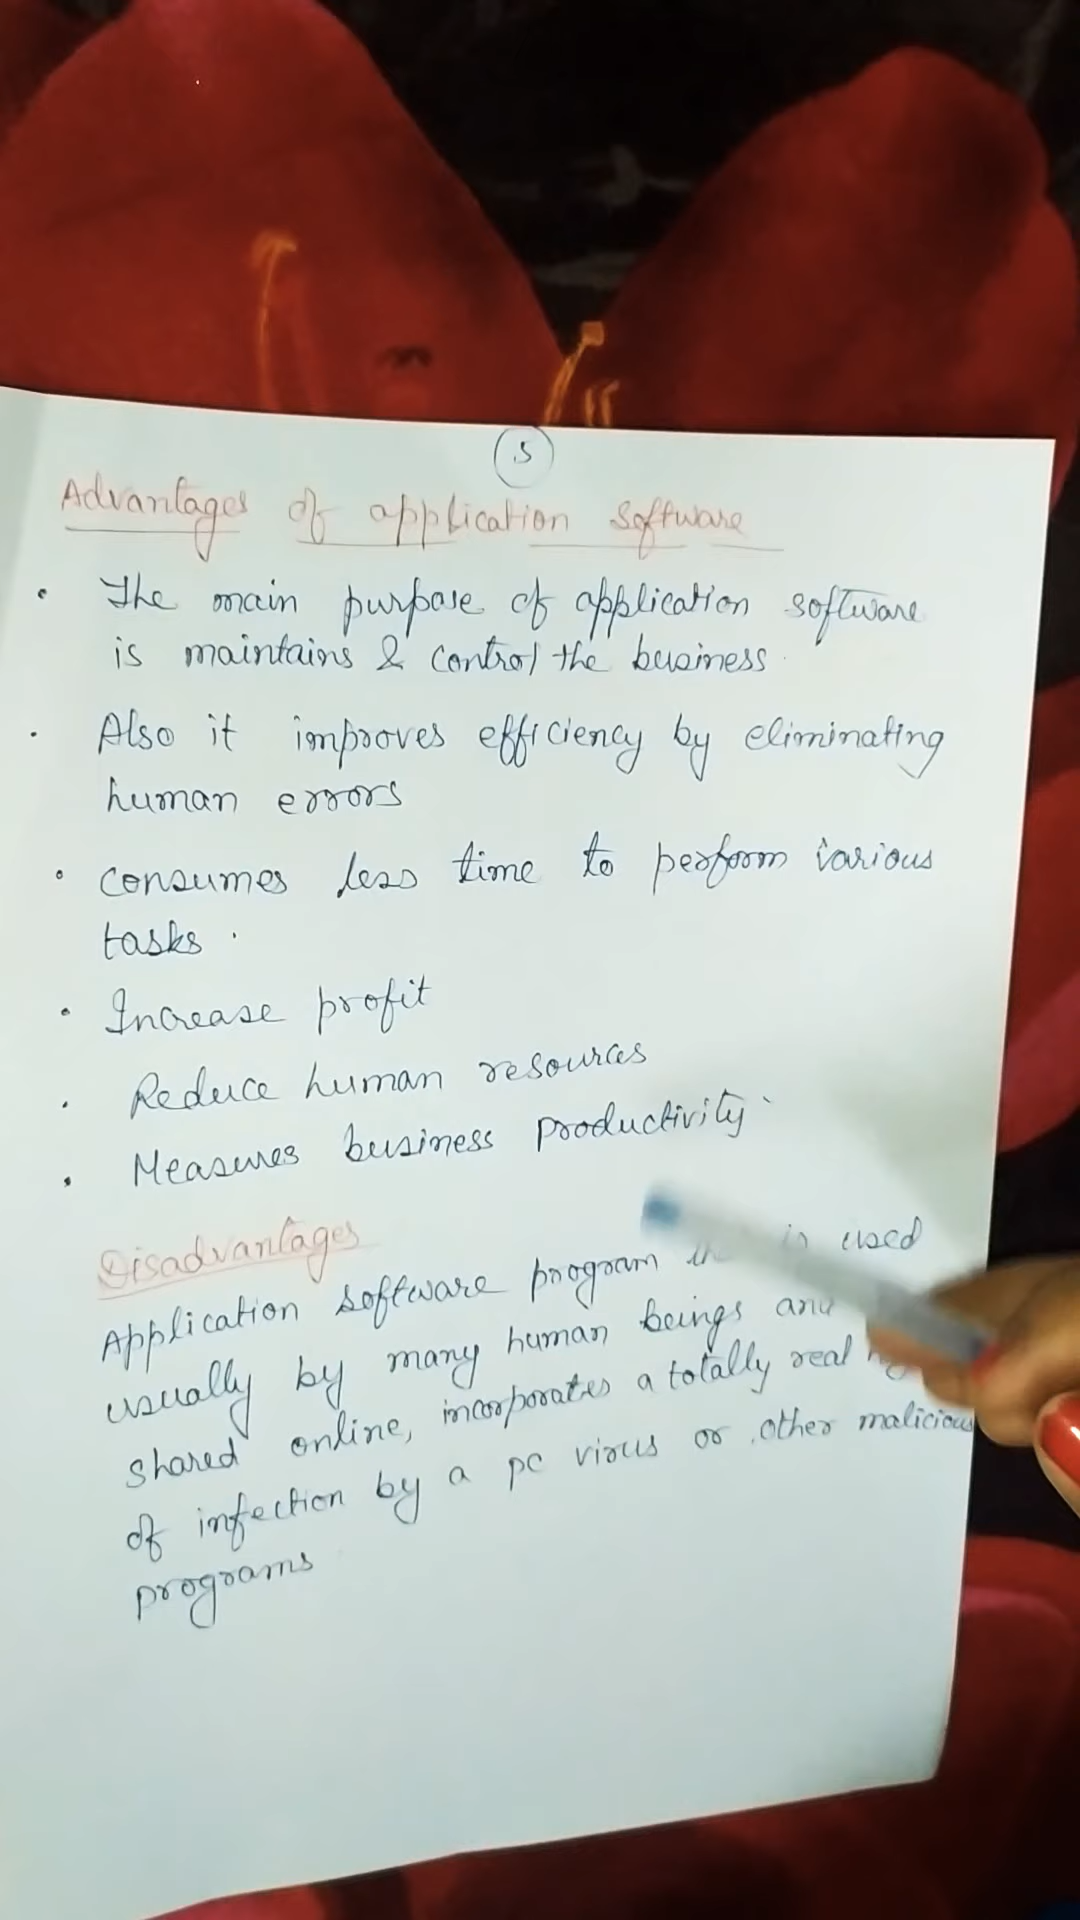 5
Advantages of application software
• The main purpose of application software
is maintains & control the business.
• Also it improves efficiency by eliminating
human errors
• consumes less time to perform various
tasks.
• Increase profit
• Reduce human resources
• Measures business productivity.
Disadvantages
Application software program is used
usually by many human beings and
shared online, incorporates a totally real
of infection by a pc virus or other malicious
programs